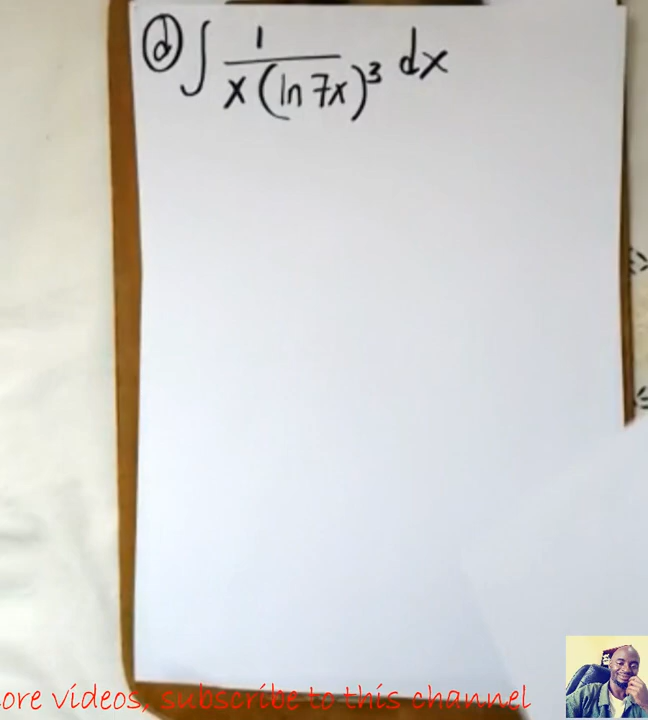 ⓓ ∫ 1 / x (ln 7x)³ dx
ore videos, subscribe to this channel